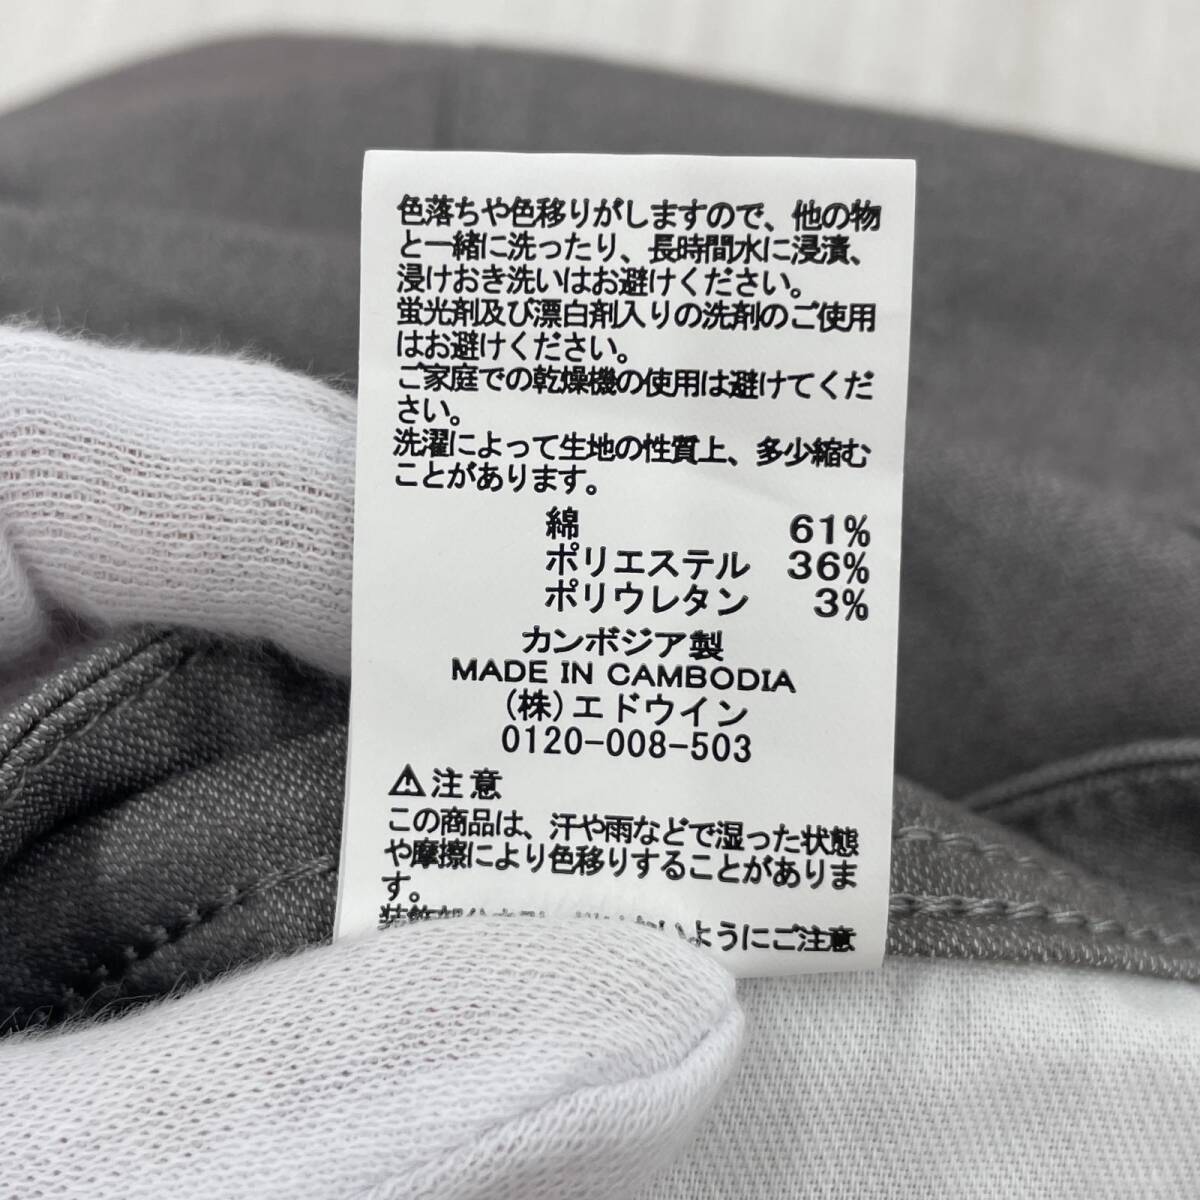 色落ちや色移りがしますので、他の物
と一緒に洗ったり、長時間水に浸漬、
浸けおき洗いはお避けください。
蛍光剤及び漂白剤入りの洗剤のご使用
はお避けください。
ご家庭での乾燥機の使用は避けてくだ
さい。
洗濯によって生地の性質上、多少縮む
ことがあります。
綿 61%
ポリエステル 36%
ポリウレタン 3%
カンボジア製
MADE IN CAMBODIA
(株)エドウイン
0120-008-503
⚠注意
この商品は、汗や雨などで湿った状態
や摩擦により色移りすることがありま
す。
ようにご注意